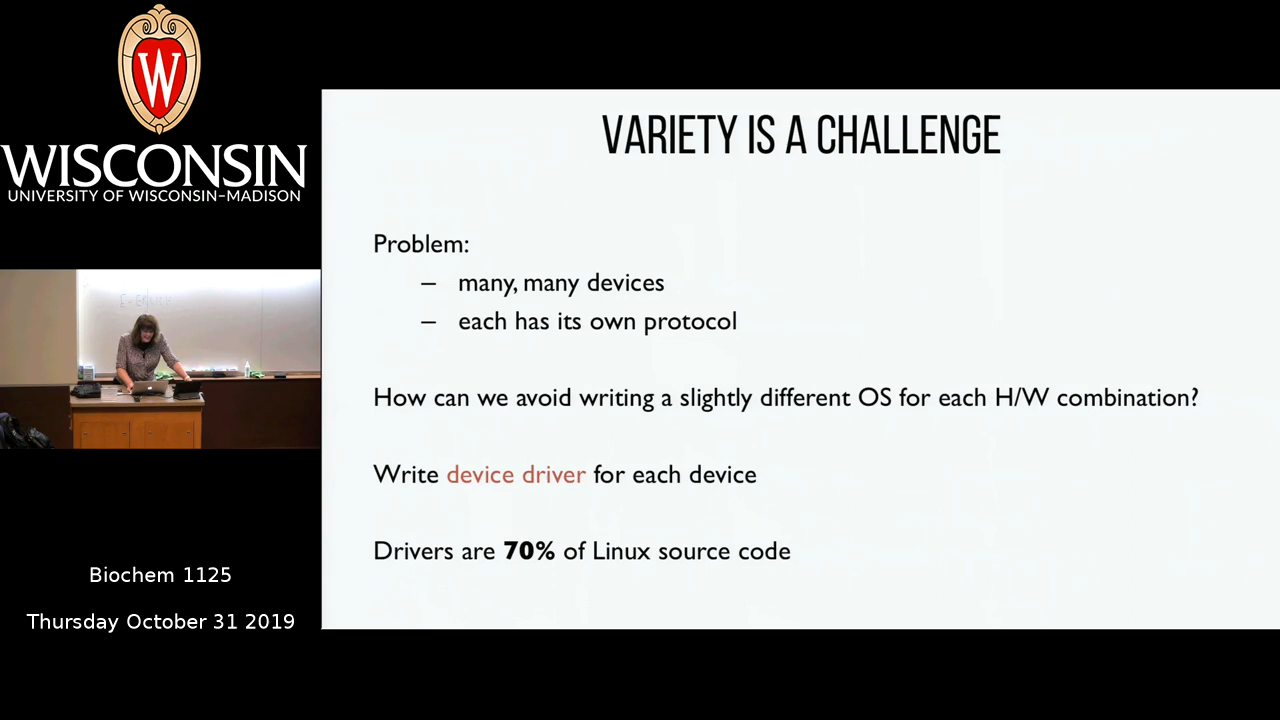 W
WISCONSIN
UNIVERSITY OF WISCONSIN–MADISON
Biochem 1125
Thursday October 31 2019
VARIETY IS A CHALLENGE
Problem:
– many, many devices
– each has its own protocol
How can we avoid writing a slightly different OS for each H/W combination?
Write device driver for each device
Drivers are 70% of Linux source code